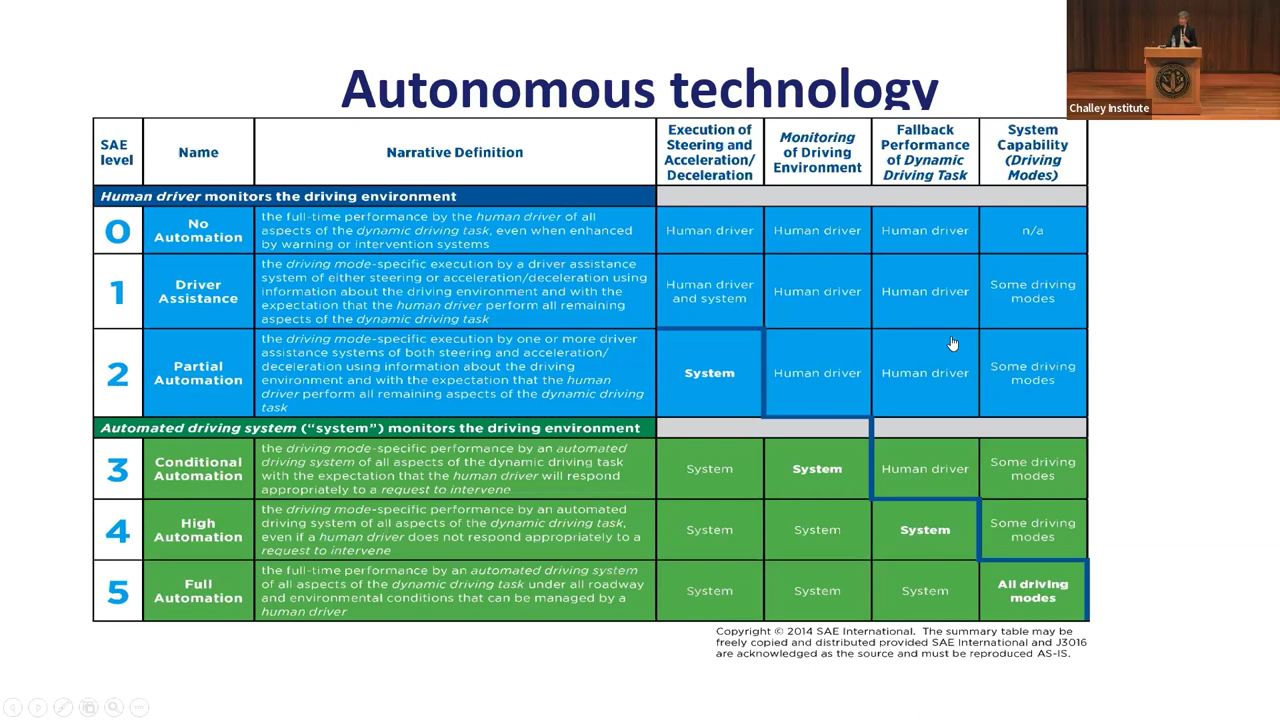 Autonomous technology
Challey Institute
SAE
level
Name
Narrative Definition
Execution of
Steering and
Acceleration/
Deceleration
Monitoring
of Driving
Environment
Fallback
Performance
of Dynamic
Driving Task
System
Capability
(Driving
Modes)
Human driver monitors the driving environment
0
No
Automation
the full-time performance by the human driver of all
aspects of the dynamic driving task, even when enhanced
by warning or intervention systems
Human driver
Human driver
Human driver
n/a
1
Driver
Assistance
the driving mode-specific execution by a driver assistance
system of either steering or acceleration/deceleration using
information about the driving environment and with the
expectation that the human driver perform all remaining
aspects of the dynamic driving task
Human driver
and system
Human driver
Human driver
Some driving
modes
2
Partial
Automation
the driving mode-specific execution by one or more driver
assistance systems of both steering and acceleration/
deceleration using information about the driving
environment and with the expectation that the human
driver perform all remaining aspects of the dynamic driving
task
System
Human driver
Human driver
Some driving
modes
Automated driving system (“system”) monitors the driving environment
3
Conditional
Automation
the driving mode-specific performance by an automated
driving system of all aspects of the dynamic driving task
with the expectation that the human driver will respond
appropriately to a request to intervene
System
System
Human driver
Some driving
modes
4
High
Automation
the driving mode-specific performance by an automated
driving system of all aspects of the dynamic driving task,
even if a human driver does not respond appropriately to a
request to intervene
System
System
System
Some driving
modes
5
Full
Automation
the full-time performance by an automated driving system
of all aspects of the dynamic driving task under all roadway
and environmental conditions that can be managed by a
human driver
System
System
System
All driving
modes
Copyright © 2014 SAE International. The summary table may be
freely copied and distributed provided SAE International and J3016
are acknowledged as the source and must be reproduced AS-IS.